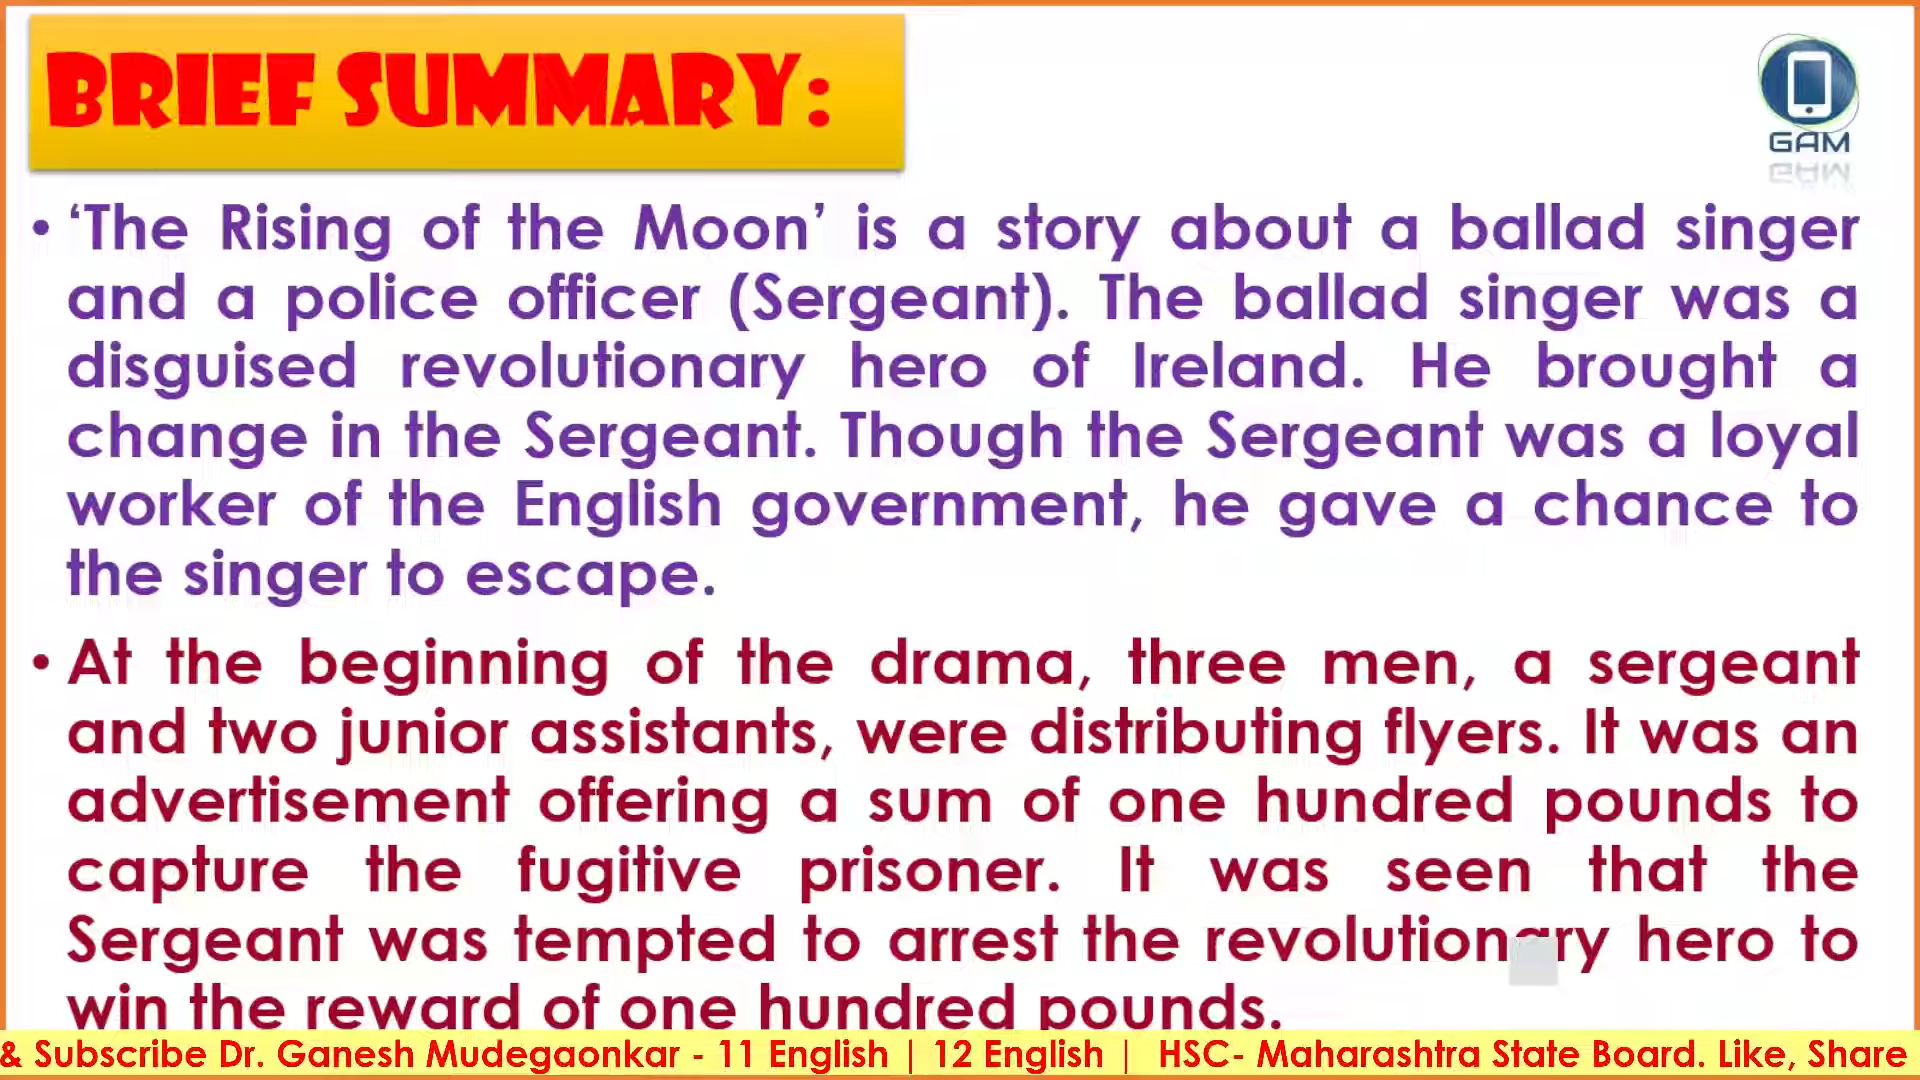 BRIEF SUMMARY:
GAM
• ‘The Rising of the Moon’ is a story about a ballad singer
and a police officer (Sergeant). The ballad singer was a
disguised revolutionary hero of Ireland. He brought a
change in the Sergeant. Though the Sergeant was a loyal
worker of the English government, he gave a chance to
the singer to escape.
• At the beginning of the drama, three men, a sergeant
and two junior assistants, were distributing flyers. It was an
advertisement offering a sum of one hundred pounds to
capture the fugitive prisoner. It was seen that the
Sergeant was tempted to arrest the revolutionary hero to
win the reward of one hundred pounds.
& Subscribe Dr. Ganesh Mudegaonkar - 11 English | 12 English | HSC- Maharashtra State Board. Like, Share